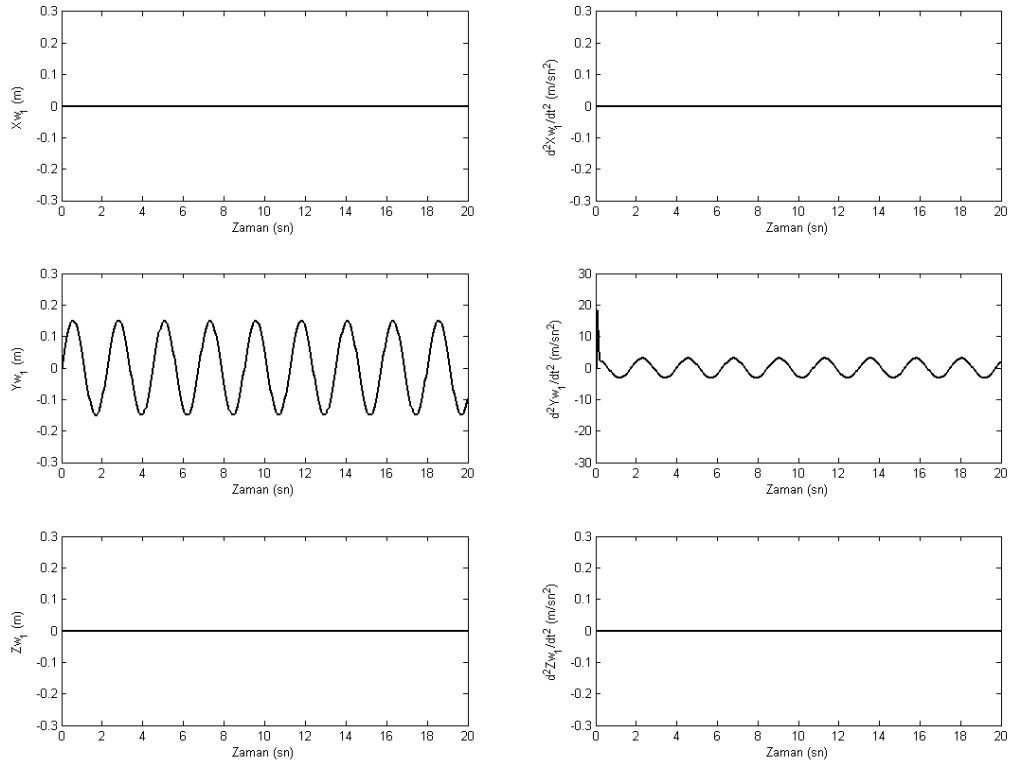 0.3
0.2
0.1
0
-0.1
-0.2
-0.3
Xw1 (m)
0 2 4 6 8 10 12 14 16 18 20
Zaman (sn)
0.3
0.2
0.1
0
-0.1
-0.2
-0.3
d²Xw1/dt² (m/sn²)
0 2 4 6 8 10 12 14 16 18 20
Zaman (sn)
0.3
0.2
0.1
0
-0.1
-0.2
-0.3
Yw1 (m)
0 2 4 6 8 10 12 14 16 18 20
Zaman (sn)
30
20
10
0
-10
-20
-30
d²Yw1/dt² (m/sn²)
0 2 4 6 8 10 12 14 16 18 20
Zaman (sn)
0.3
0.2
0.1
0
-0.1
-0.2
-0.3
Zw1 (m)
0 2 4 6 8 10 12 14 16 18 20
Zaman (sn)
0.3
0.2
0.1
0
-0.1
-0.2
-0.3
d²Zw1/dt² (m/sn²)
0 2 4 6 8 10 12 14 16 18 20
Zaman (sn)